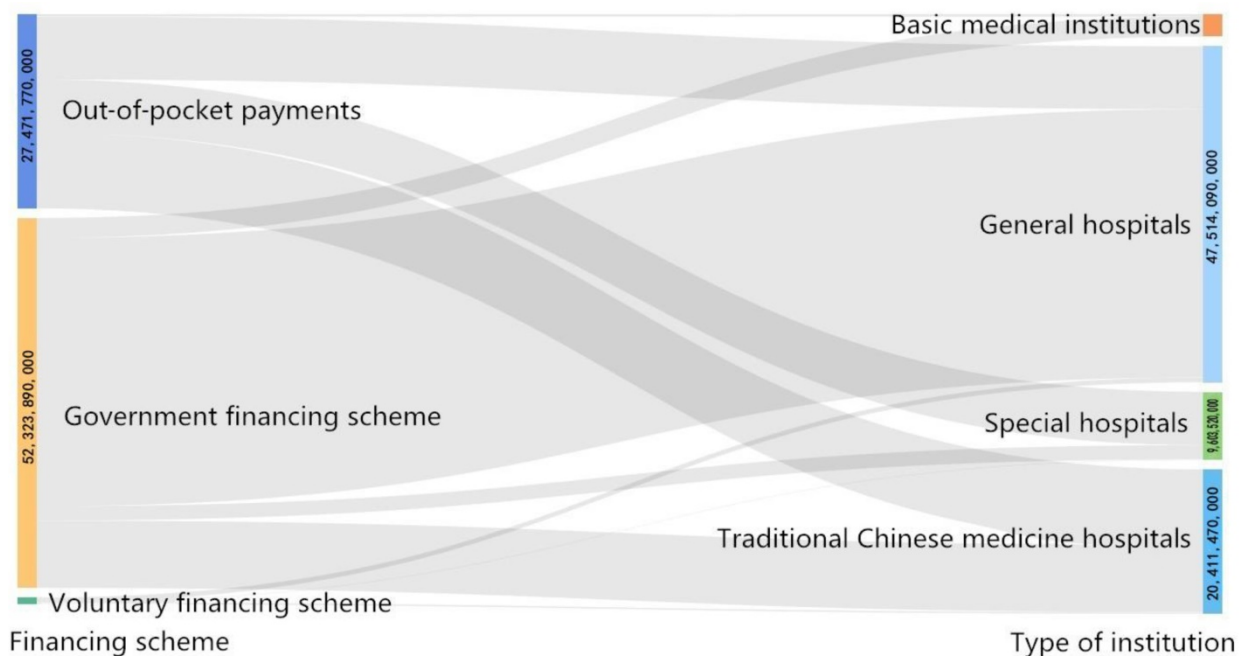 Basic medical institutions
27,471,770,000
Out-of-pocket payments
General hospitals
47,514,090,000
Government financing scheme
52,323,890,000
Special hospitals
9,603,520,000
Traditional Chinese medicine hospitals
20,411,470,000
Voluntary financing scheme
Financing scheme
Type of institution